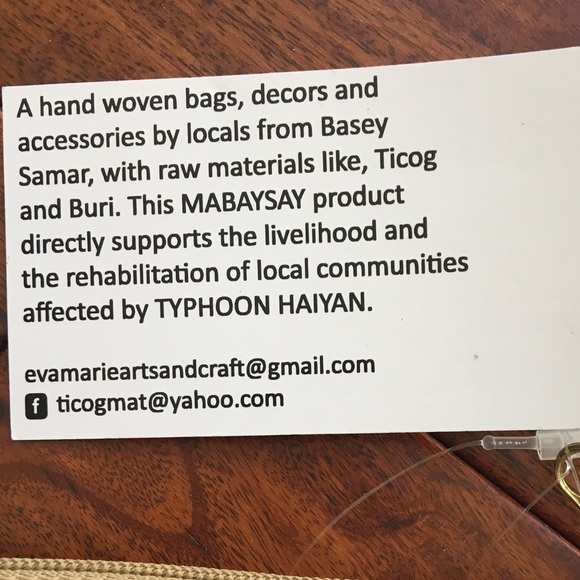 A hand woven bags, decors and
accessories by locals from Basey
Samar, with raw materials like, Ticog
and Buri. This MABAYSAY product
directly supports the livelihood and
the rehabilitation of local communities
affected by TYPHOON HAIYAN.
evamarieartsandcraft@gmail.com
f ticogmat@yahoo.com